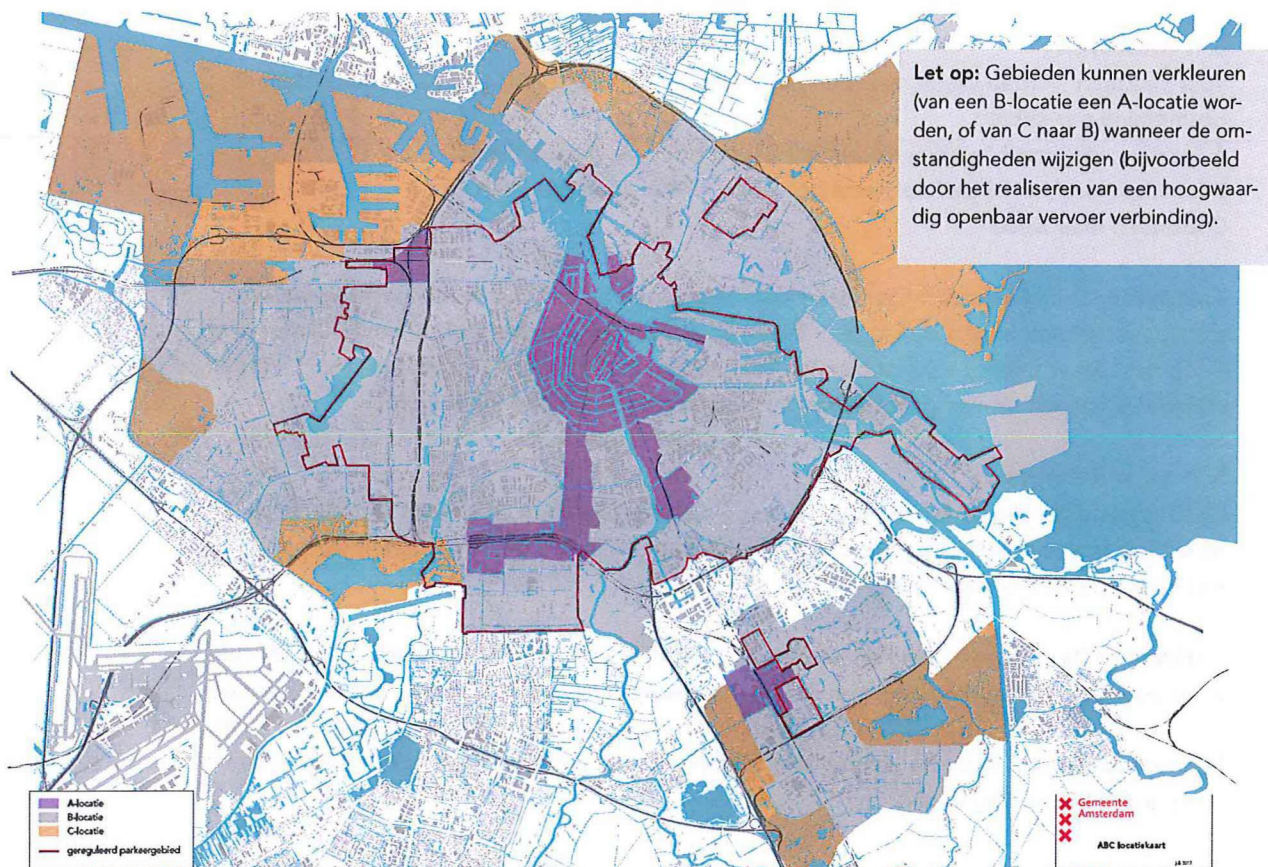 Let op: Gebieden kunnen verkleuren
(van een B-locatie een A-locatie wor-
den, of van C naar B) wanneer de om-
standigheden wijzigen (bijvoorbeeld
door het realiseren van een hoogwaar-
dig openbaar vervoer verbinding).
A-locatie
B-locatie
C-locatie
gereguleerd parkeergebied
Gemeente
Amsterdam
ABC locatiekaart